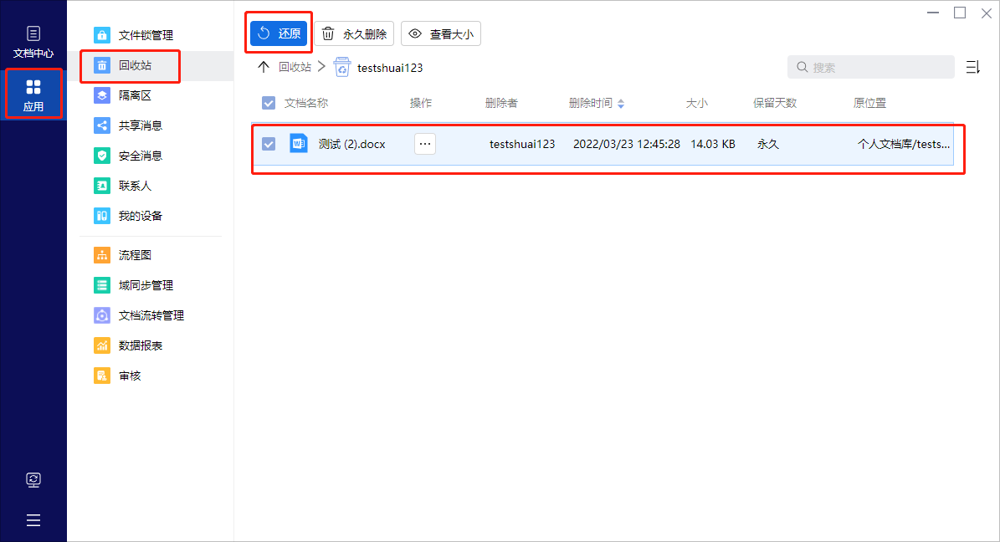 文档中心
应用
文件锁管理
回收站
隔离区
共享消息
安全消息
联系人
我的设备
流程图
域同步管理
文档流转管理
数据报表
审核
还原 永久删除 查看大小
回收站 testshuai123 搜索
文档名称 操作 删除者 删除时间 大小 保留天数 原位置
测试 (2).docx ··· testshuai123 2022/03/23 12:45:28 14.03 KB 永久 个人文档库/tests...